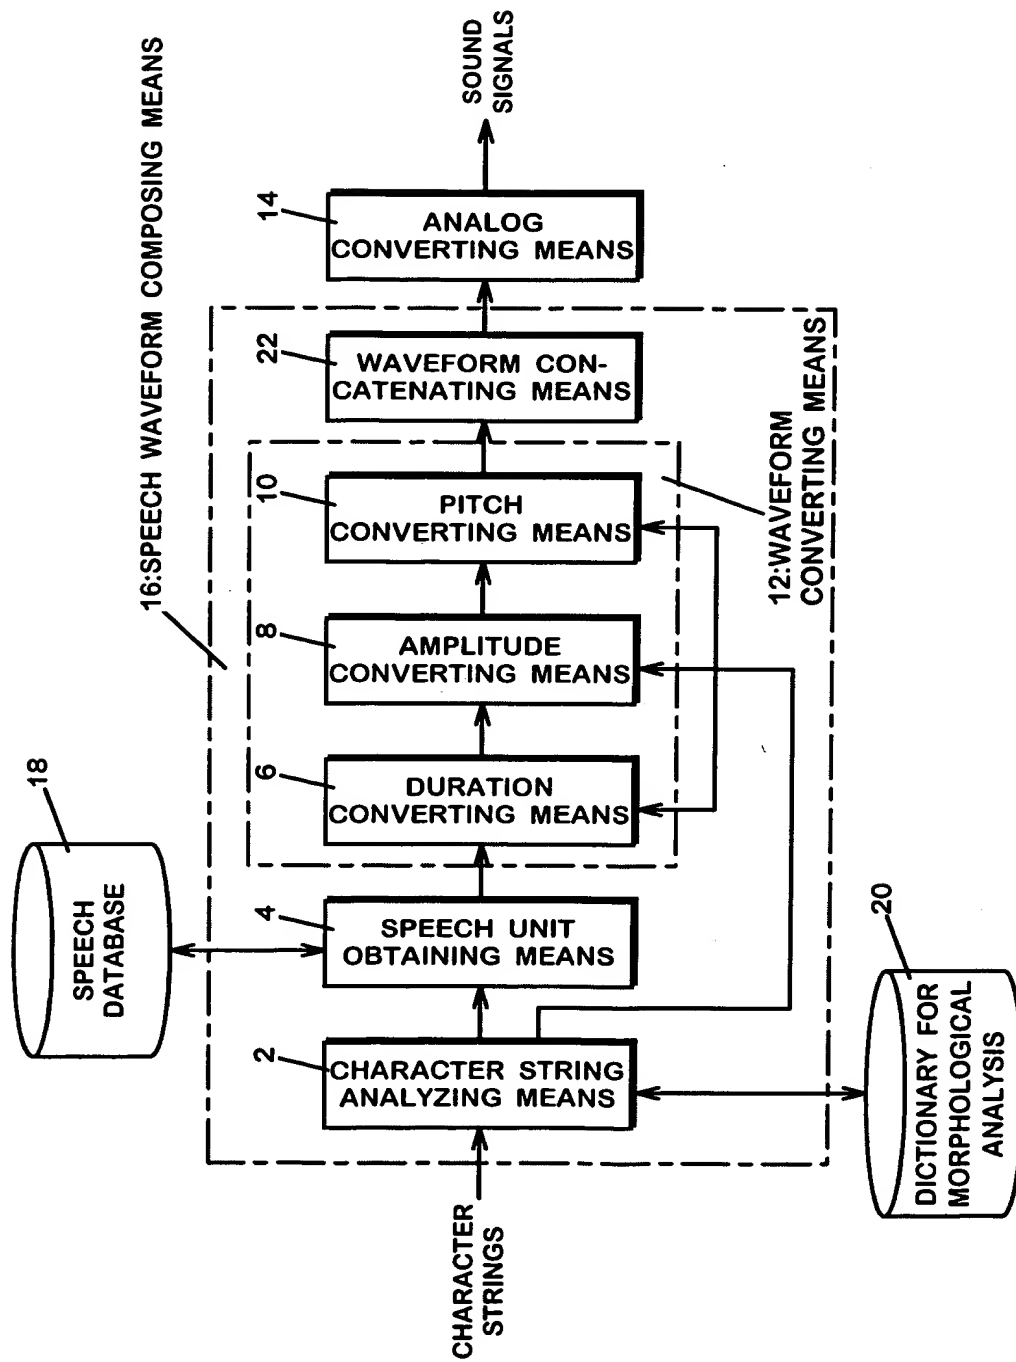 16:SPEECH WAVEFORM COMPOSING MEANS
18
SPEECH
DATABASE
CHARACTER
STRINGS
2
CHARACTER STRING
ANALYZING MEANS
4
SPEECH UNIT
OBTAINING MEANS
6
DURATION
CONVERTING MEANS
8
AMPLITUDE
CONVERTING MEANS
10
PITCH
CONVERTING MEANS
22
WAVEFORM CON-
CATENATING MEANS
14
ANALOG
CONVERTING MEANS
SOUND
SIGNALS
12:WAVEFORM
CONVERTING MEANS
20
DICTIONARY FOR
MORPHOLOGICAL
ANALYSIS